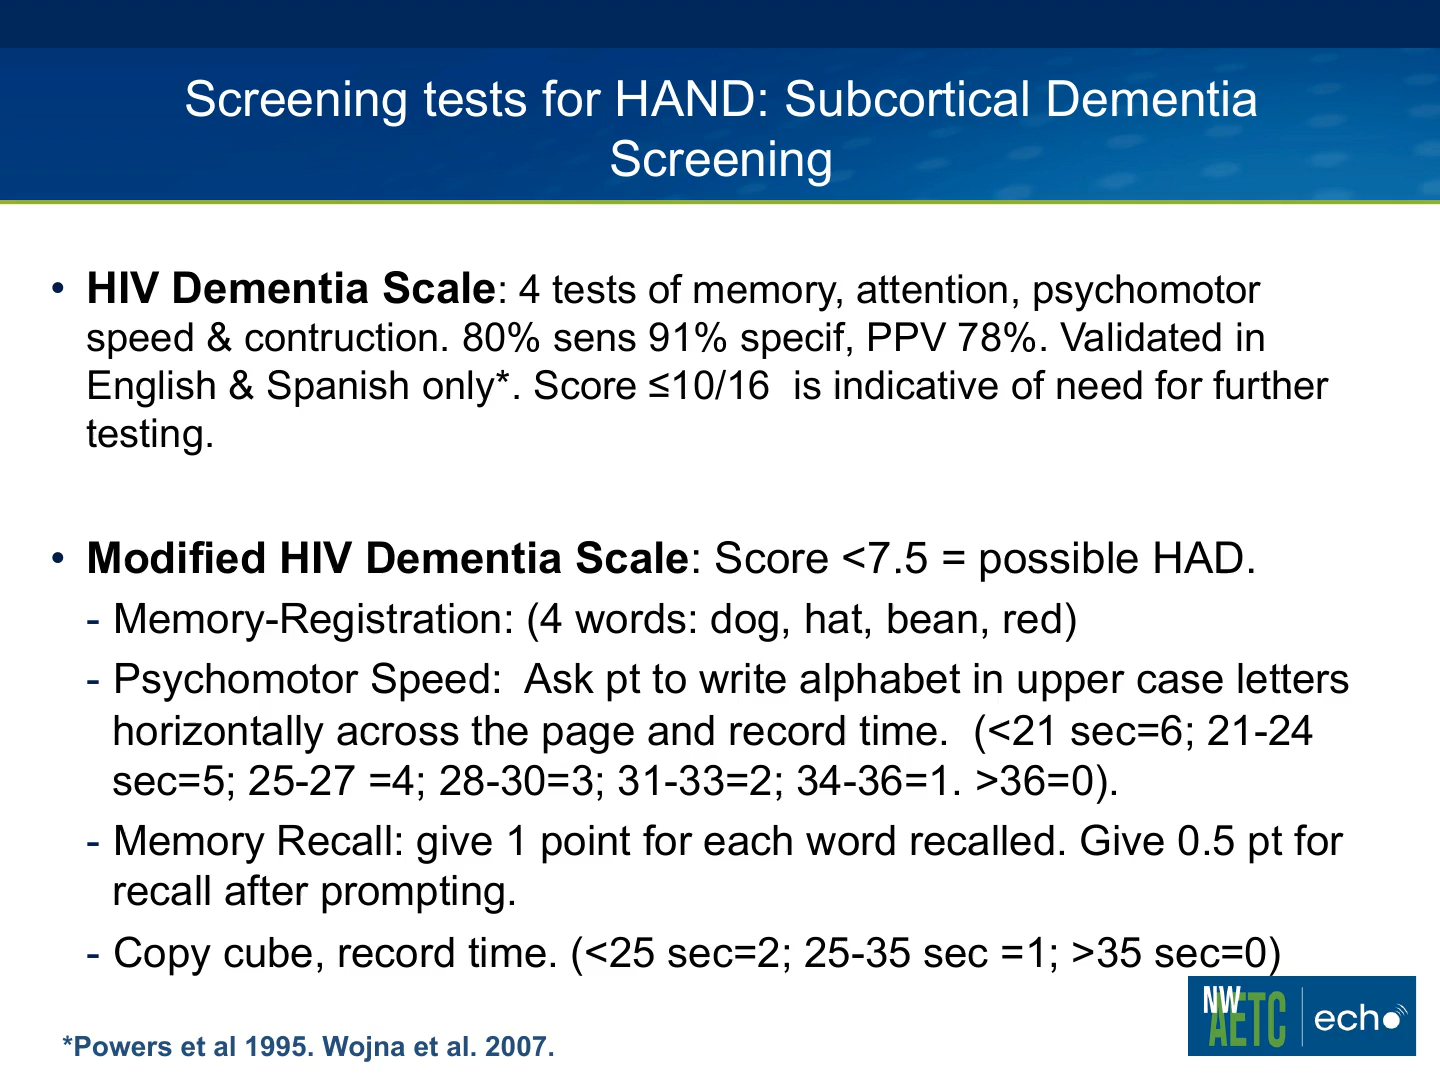 Screening tests for HAND: Subcortical Dementia
Screening
• HIV Dementia Scale: 4 tests of memory, attention, psychomotor
speed & contruction. 80% sens 91% specif, PPV 78%. Validated in
English & Spanish only*. Score ≤10/16  is indicative of need for further
testing.
• Modified HIV Dementia Scale: Score <7.5 = possible HAD.
- Memory-Registration: (4 words: dog, hat, bean, red)
- Psychomotor Speed:  Ask pt to write alphabet in upper case letters
horizontally across the page and record time.  (<21 sec=6; 21-24
sec=5; 25-27 =4; 28-30=3; 31-33=2; 34-36=1. >36=0).
- Memory Recall: give 1 point for each word recalled. Give 0.5 pt for
recall after prompting.
- Copy cube, record time. (<25 sec=2; 25-35 sec =1; >35 sec=0)
NW AETC | echo
*Powers et al 1995. Wojna et al. 2007.